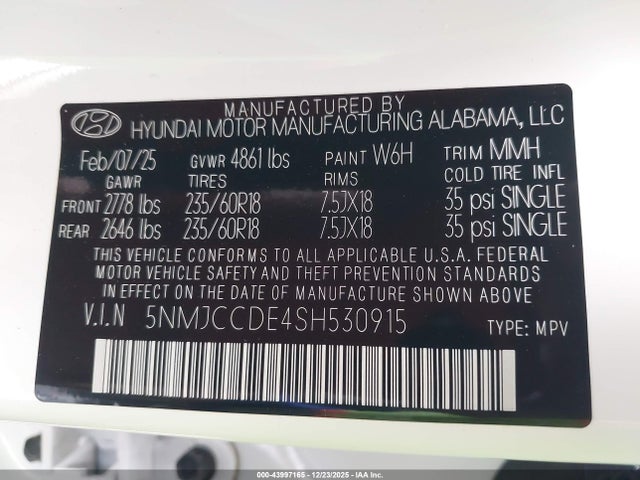 MANUFACTURED BY
HYUNDAI MOTOR MANUFACTURING ALABAMA, LLC
Feb/07/25 GVWR 4861 lbs PAINT W6H TRIM MMH
GAWR TIRES RIMS COLD TIRE INFL
FRONT 2778 lbs 235/60R18 7.5JX18 35 psi SINGLE
REAR 2646 lbs 235/60R18 7.5JX18 35 psi SINGLE
THIS VEHICLE CONFORMS TO ALL APPLICABLE U.S.A. FEDERAL
MOTOR VEHICLE SAFETY AND THEFT PREVENTION STANDARDS
IN EFFECT ON THE DATE OF MANUFACTURE SHOWN ABOVE
V.I.N 5NMJCCDE4SH530915 TYPE: MPV
000-43997165 - 12/23/2025 - COPART